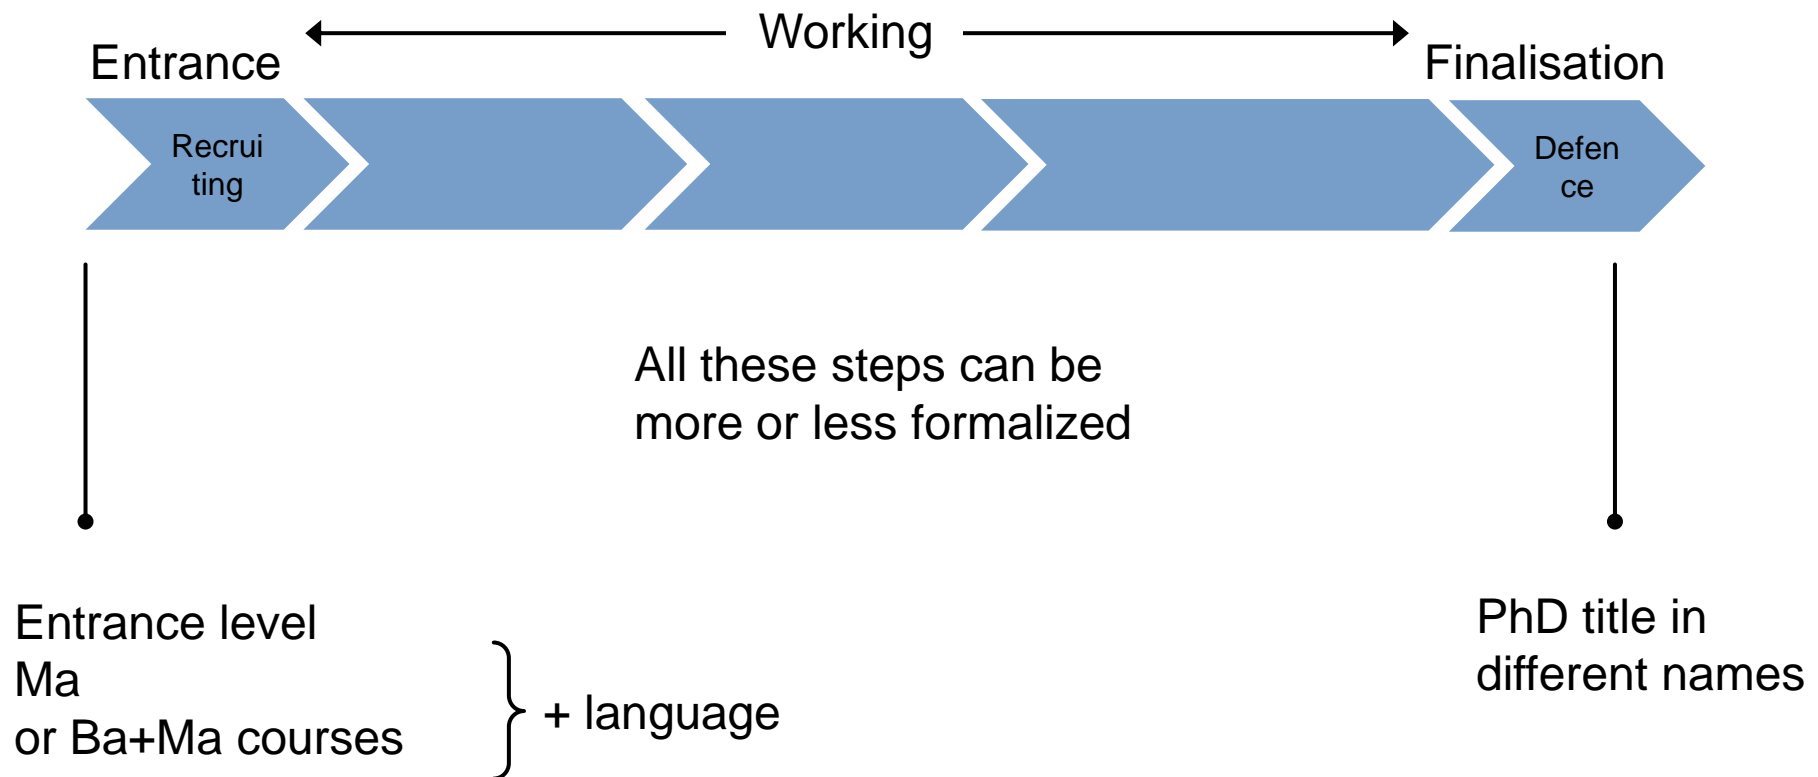 Working
Entrance
Finalisation
Recrui
ting
Defen
ce
All these steps can be
more or less formalized
Entrance level
Ma
or Ba+Ma courses
+ language
PhD title in
different names